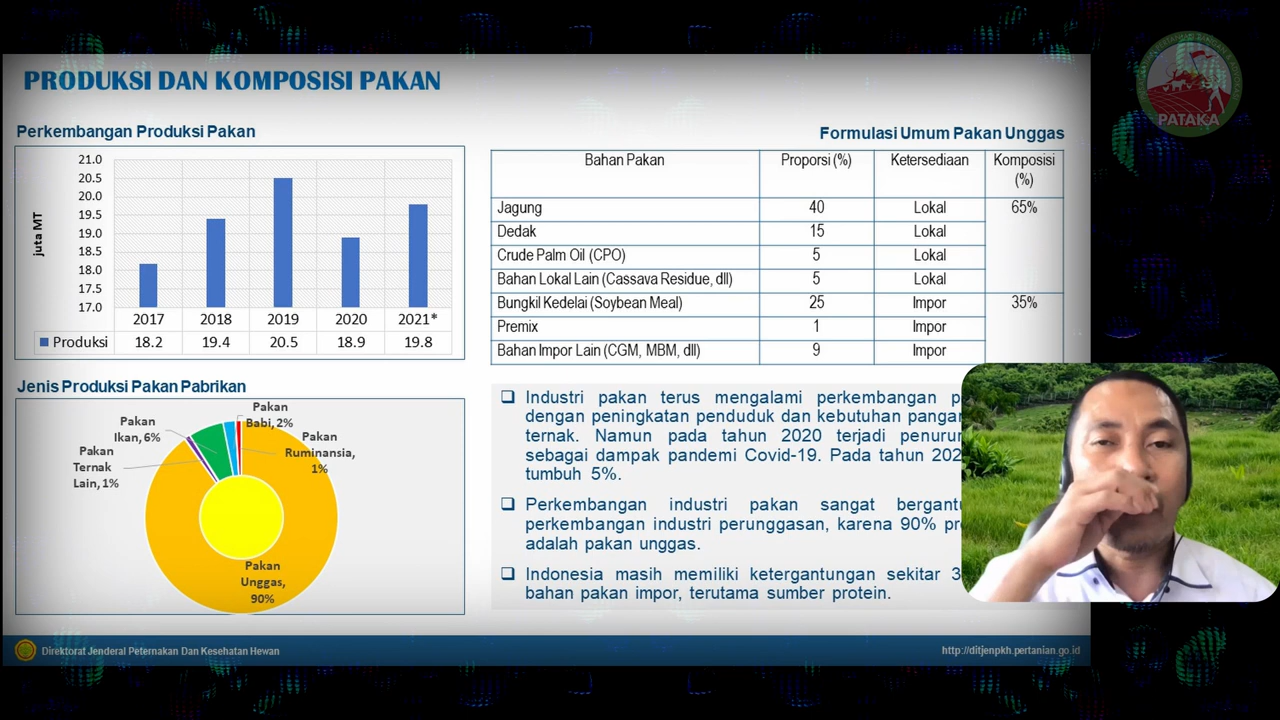 PRODUKSI DAN KOMPOSISI PAKAN
Perkembangan Produksi Pakan
juta MT
21.0
20.5
20.0
19.5
19.0
18.5
18.0
17.5
17.0
2017 2018 2019 2020 2021*
Produksi 18.2 19.4 20.5 18.9 19.8
Jenis Produksi Pakan Pabrikan
Pakan Babi, 2%
Pakan Ikan, 6%
Pakan Ruminansia, 1%
Pakan Ternak Lain, 1%
Pakan Unggas, 90%
Formulasi Umum Pakan Unggas
Bahan Pakan Proporsi (%) Ketersediaan Komposisi (%)
Jagung 40 Lokal 65%
Dedak 15 Lokal
Crude Palm Oil (CPO) 5 Lokal
Bahan Lokal Lain (Cassava Residue, dll) 5 Lokal
Bungkil Kedelai (Soybean Meal) 25 Impor 35%
Premix 1 Impor
Bahan Impor Lain (CGM, MBM, dll) 9 Impor
Industri pakan terus mengalami perkembangan
dengan peningkatan penduduk dan kebutuhan
ternak. Namun pada tahun 2020 terjadi
sebagai dampak pandemi Covid-19. Pada tahun
tumbuh 5%.
Perkembangan industri pakan sangat
perkembangan industri perunggasan, karena 90%
adalah pakan unggas.
Indonesia masih memiliki ketergantungan sekitar
bahan pakan impor, terutama sumber protein.
Direktorat Jenderal Peternakan Dan Kesehatan Hewan
http://ditjenpkh.pertanian.go.id
PATAKA